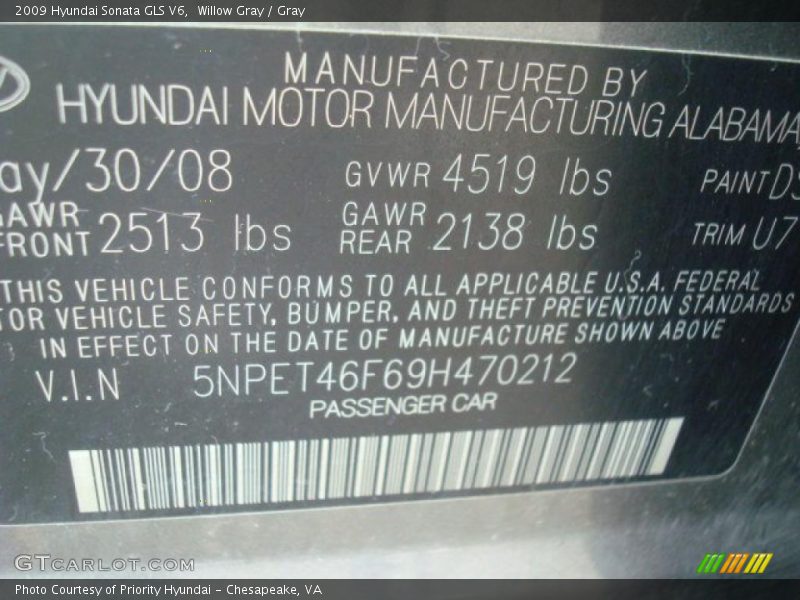 2009 Hyundai Sonata GLS V6, Willow Gray / Gray
MANUFACTURED BY
HYUNDAI MOTOR MANUFACTURING ALABAMA,
ay/30/08 GVWR 4519 lbs PAINT
GAWR FRONT 2513 lbs GAWR REAR 2138 lbs TRIM U7
THIS VEHICLE CONFORMS TO ALL APPLICABLE U.S.A. FEDERAL
TOR VEHICLE SAFETY, BUMPER, AND THEFT PREVENTION STANDARDS
IN EFFECT ON THE DATE OF MANUFACTURE SHOWN ABOVE
V.I.N 5NPET46F69H470212
PASSENGER CAR
GTCARLOT.COM
Photo Courtesy of Priority Hyundai - Chesapeake, VA